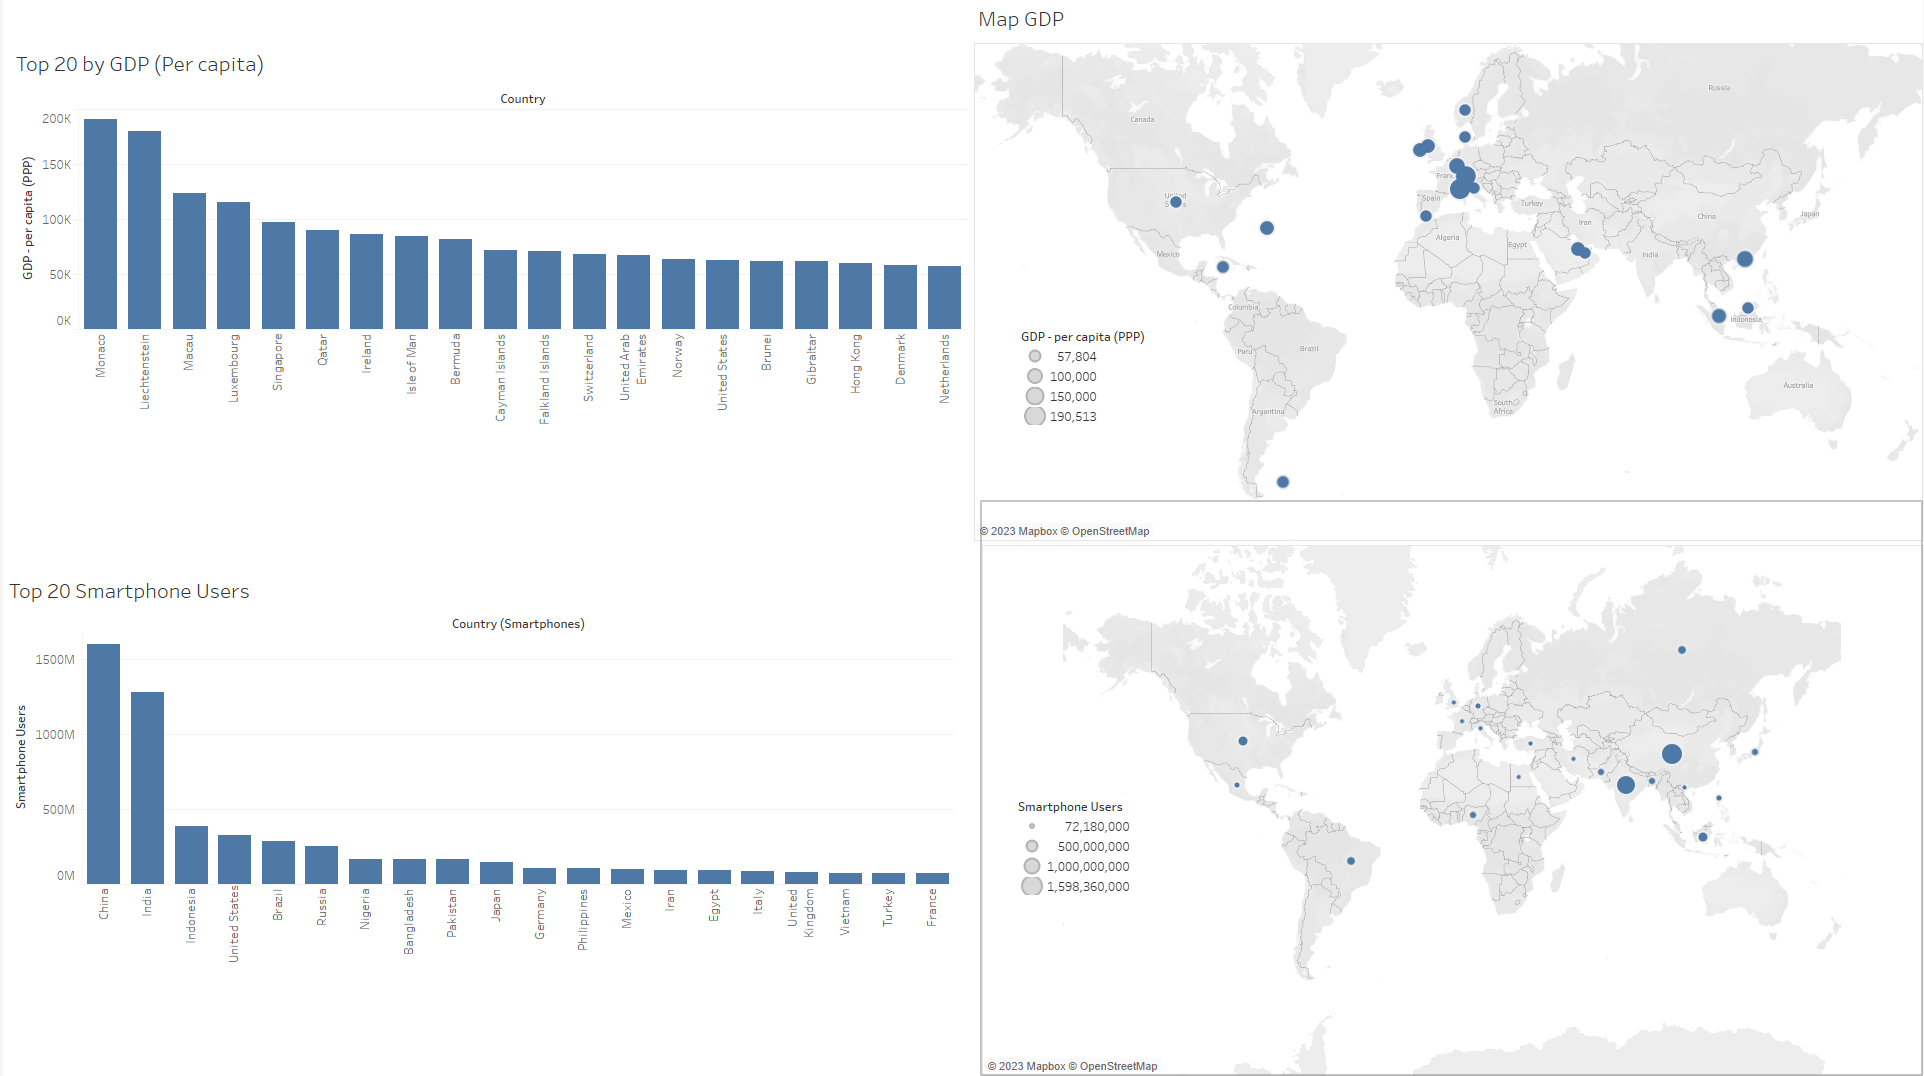 Map GDP
Top 20 by GDP (Per capita)
Country
GDP - per capita (PPP)
200K
150K
100K
50K
0K
Monaco
Liechtenstein
Macau
Luxembourg
Singapore
Qatar
Ireland
Isle of Man
Bermuda
Cayman Islands
Falkland Islands
Switzerland
United Arab
Emirates
Norway
United States
Brunei
Gibraltar
Hong Kong
Denmark
Netherlands
Russia
Canada
United
Spain
Turkey
China
Japan
Iran
Algeria
Egypt
India
Mexico
Colombia
Indonesia
Peru
Brazil
Australia
South
Africa
Argentina
GDP - per capita (PPP)
57,804
100,000
150,000
190,513
© 2023 Mapbox © OpenStreetMap
Top 20 Smartphone Users
Country (Smartphones)
Smartphone Users
1500M
1000M
500M
0M
China
India
Indonesia
United States
Brazil
Russia
Nigeria
Bangladesh
Pakistan
Japan
Germany
Philippines
Mexico
Iran
Egypt
Italy
United
Kingdom
Vietnam
Turkey
France
Smartphone Users
72,180,000
500,000,000
1,000,000,000
1,598,360,000
© 2023 Mapbox © OpenStreetMap